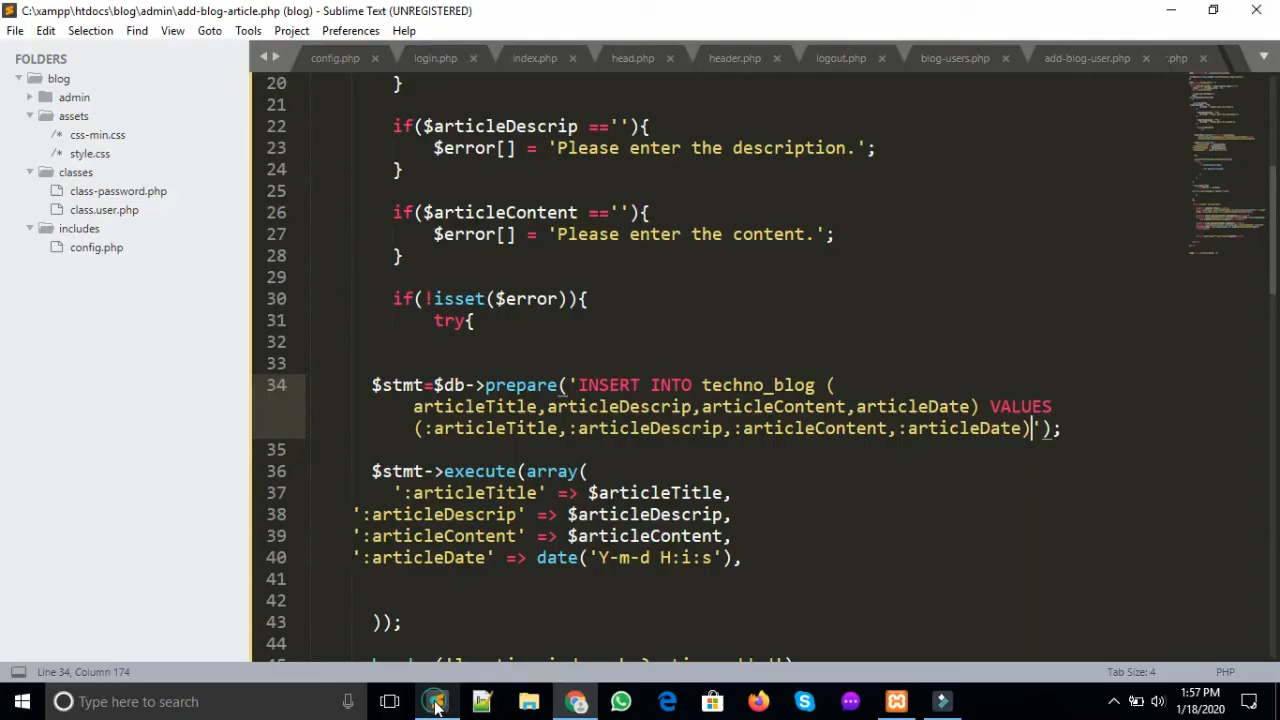 C:\xampp\htdocs\blog\admin\add-blog-article.php (blog) - Sublime Text (UNREGISTERED)
File Edit Selection Find View Goto Tools Project Preferences Help
FOLDERS
blog
admin
assets
/* css-min.css
/* style.css
classes
class-password.php
class.user.php
includes
config.php
config.php × login.php × index.php × head.php × header.php × logout.php × blog-users.php × add-blog-user.php × .php ×
20 }
21
22 if($articleDescrip ==''){
23 $error[] = 'Please enter the description.';
24 }
25
26 if($articleContent ==''){
27 $error[] = 'Please enter the content.';
28 }
29
30 if(!isset($error)){
31 try{
32
33
34 $stmt=$db->prepare('INSERT INTO techno_blog (
articleTitle,articleDescrip,articleContent,articleDate) VALUES
(:articleTitle,:articleDescrip,:articleContent,:articleDate)');
35
36 $stmt->execute(array(
37 ':articleTitle' => $articleTitle,
38 ':articleDescrip' => $articleDescrip,
39 ':articleContent' => $articleContent,
40 ':articleDate' => date('Y-m-d H:i:s'),
41
42
43 ));
44
Line 34, Column 174
Tab Size: 4 PHP
Type here to search
1:57 PM
1/18/2020